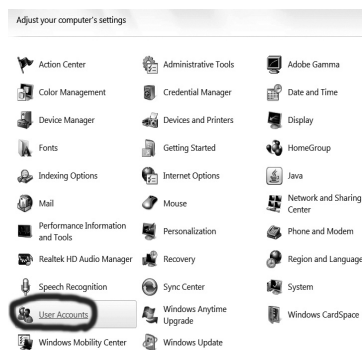 Adjust your computer's settings
Action Center
Administrative Tools
Adobe Gamma
Color Management
Credential Manager
Date and Time
Device Manager
Devices and Printers
Display
Fonts
Getting Started
HomeGroup
Indexing Options
Internet Options
Java
Mail
Mouse
Network and Sharing
Center
Performance Information
and Tools
Personalization
Phone and Modem
Realtek HD Audio Manager
Recovery
Region and Language
Speech Recognition
Sync Center
System
User Accounts
Windows Anytime
Upgrade
Windows CardSpace
Windows Mobility Center
Windows Update